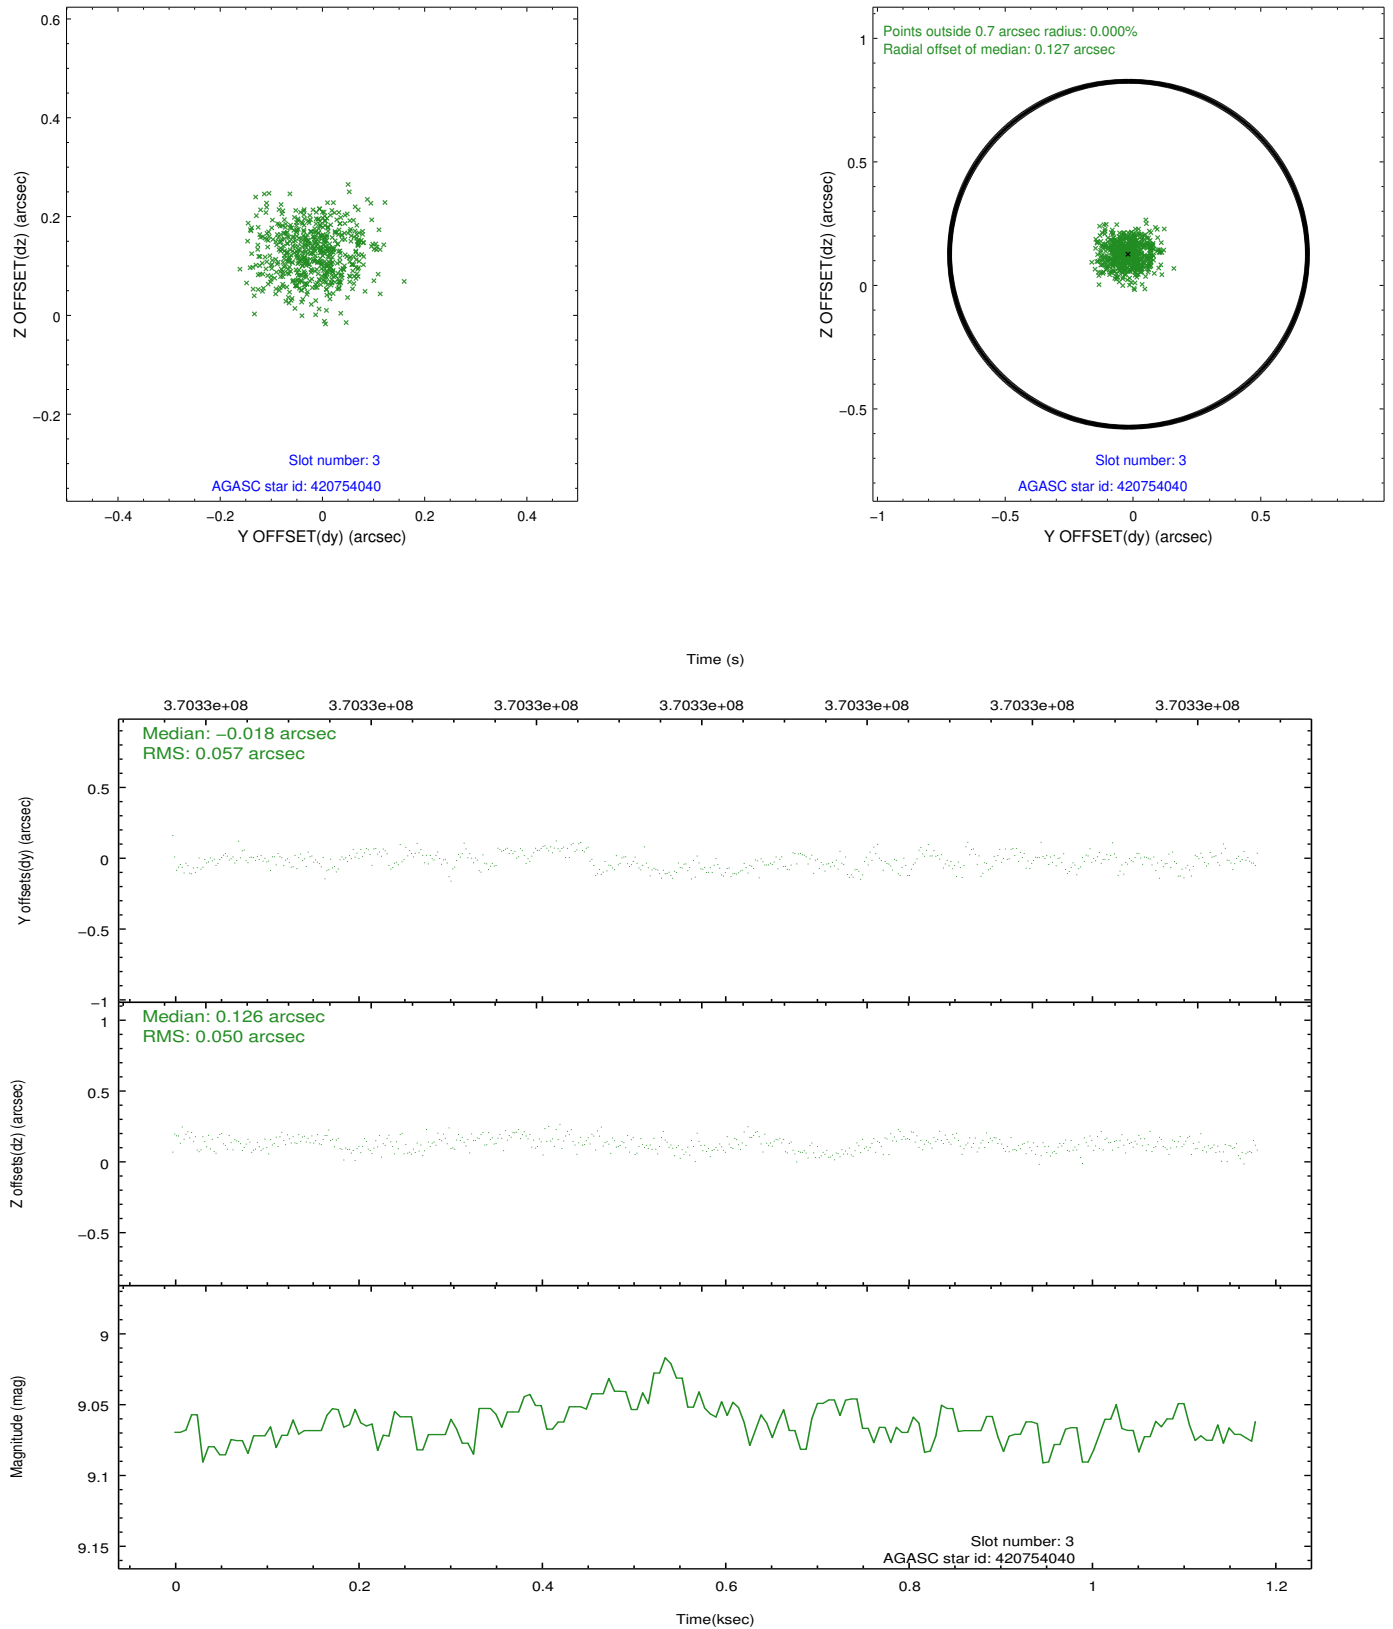 0.6
0.4
0.2
0
−0.2
Z OFFSET(dz) (arcsec)
Slot number: 3
AGASC star id: 420754040
−0.4
−0.2
0
0.2
0.4
Y OFFSET(dy) (arcsec)
Points outside 0.7 arcsec radius: 0.000%
Radial offset of median: 0.127 arcsec
1
0.5
0
−0.5
Z OFFSET(dz) (arcsec)
Slot number: 3
AGASC star id: 420754040
−1
−0.5
0
0.5
Y OFFSET(dy) (arcsec)
Time (s)
3.7033e+08
3.7033e+08
3.7033e+08
3.7033e+08
3.7033e+08
3.7033e+08
3.7033e+08
Median: −0.018 arcsec
RMS: 0.057 arcsec
0.5
0
−0.5
−1
Y offsets(dy) (arcsec)
Median: 0.126 arcsec
RMS: 0.050 arcsec
1
0.5
0
−0.5
Z offsets(dz) (arcsec)
9
9.05
9.1
9.15
Magnitude (mag)
Slot number: 3
AGASC star id: 420754040
0
0.2
0.4
0.6
0.8
1
1.2
Time(ksec)